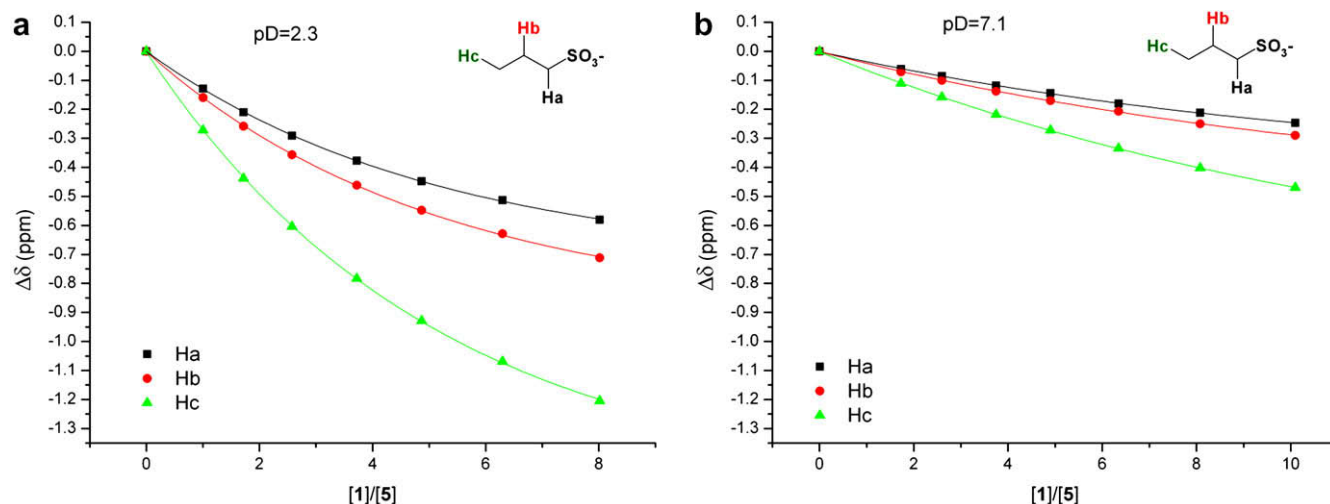 a
pD=2.3
Hb
Hc
SO₃-
Ha
0.1
0.0
-0.1
-0.2
-0.3
-0.4
-0.5
-0.6
-0.7
-0.8
-0.9
-1.0
-1.1
-1.2
-1.3
Δδ (ppm)
Ha
Hb
Hc
0 2 4 6 8
[1]/[5]
b
pD=7.1
Hb
Hc
SO₃-
Ha
0.1
0.0
-0.1
-0.2
-0.3
-0.4
-0.5
-0.6
-0.7
-0.8
-0.9
-1.0
-1.1
-1.2
-1.3
Δδ (ppm)
Ha
Hb
Hc
0 2 4 6 8 10
[1]/[5]